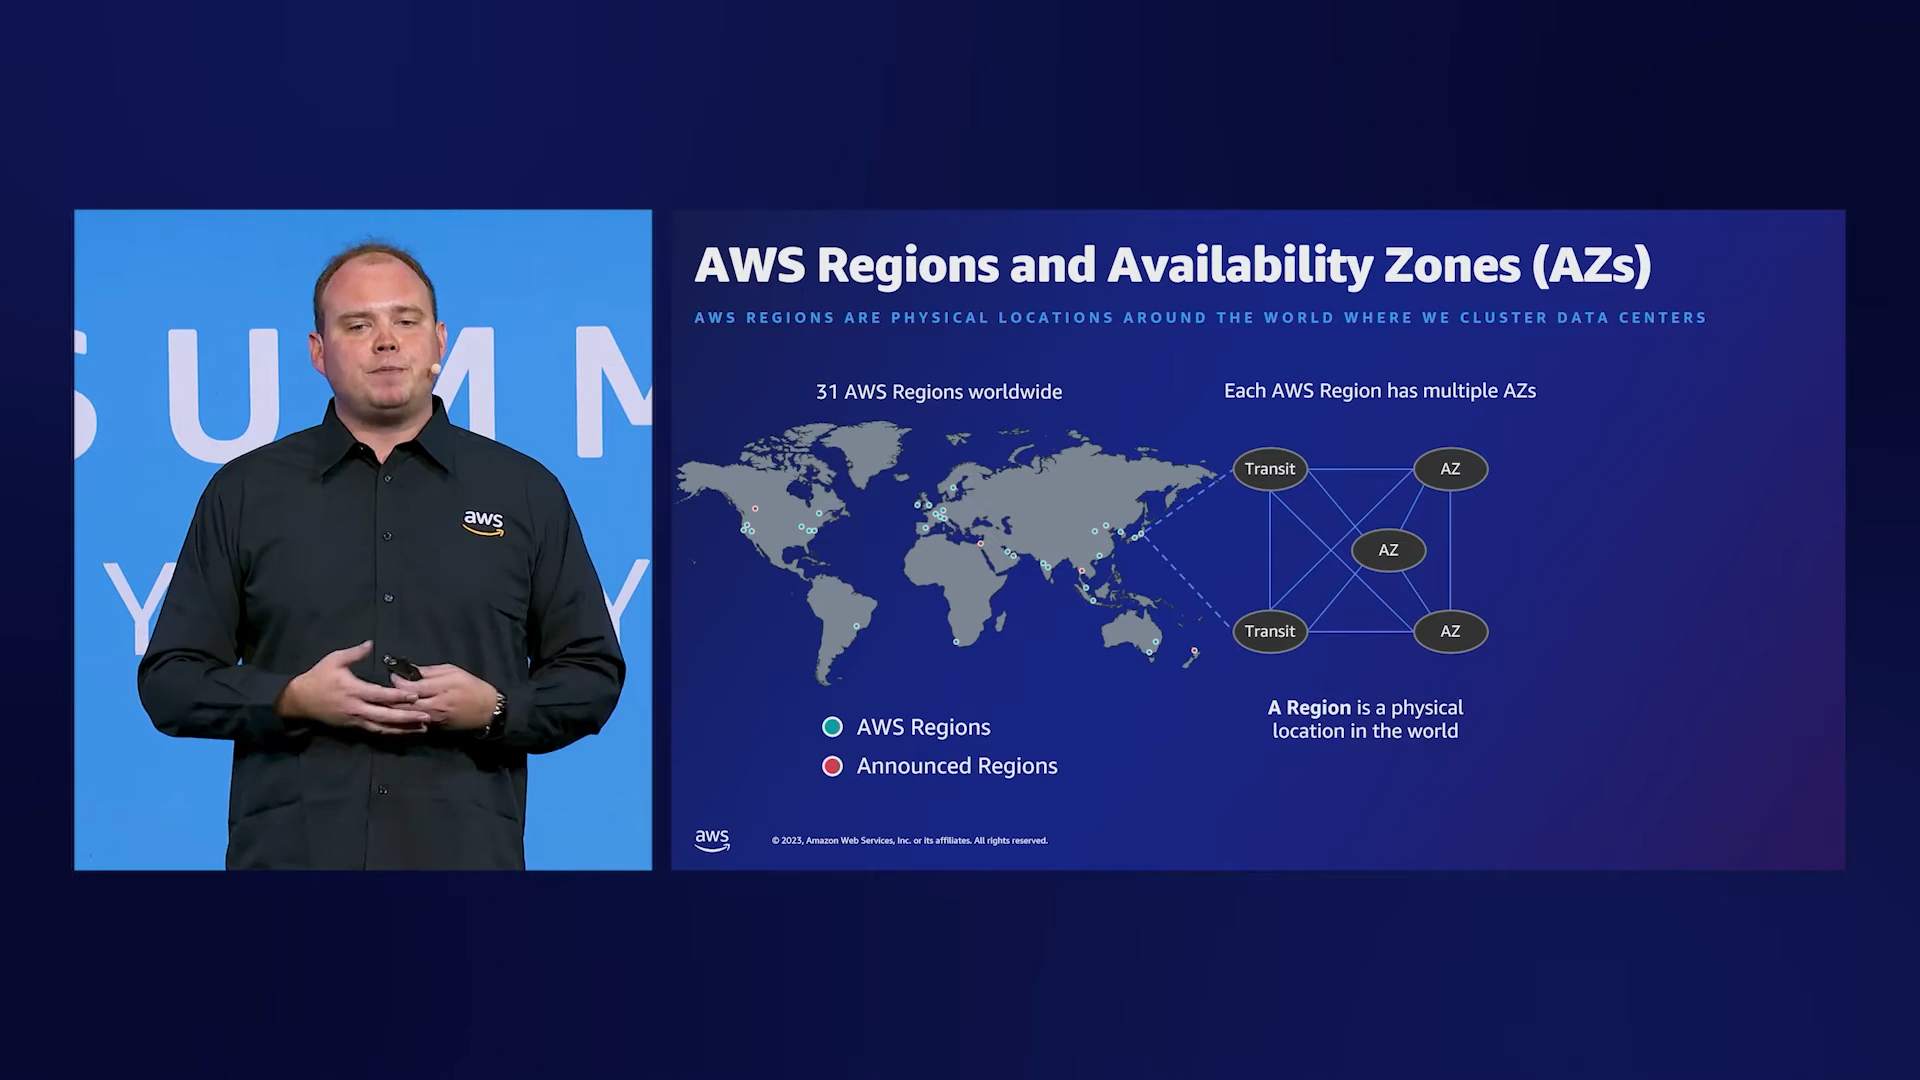 SUMM
Y
Y
aws
AWS Regions and Availability Zones (AZs)
AWS REGIONS ARE PHYSICAL LOCATIONS AROUND THE WORLD WHERE WE CLUSTER DATA CENTERS
31 AWS Regions worldwide
Each AWS Region has multiple AZs
Transit
AZ
AZ
Transit
AZ
A Region is a physical
location in the world
AWS Regions
Announced Regions
aws
© 2023, Amazon Web Services, Inc. or its affiliates. All rights reserved.